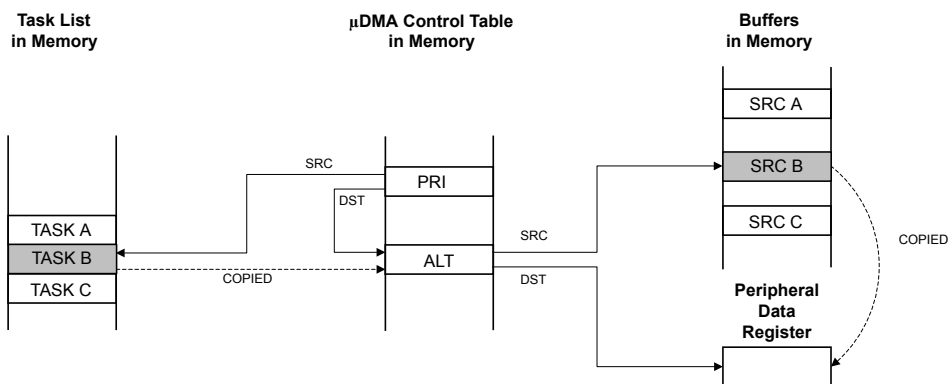 Task List
in Memory
μDMA Control Table
in Memory
Buffers
in Memory
SRC A
SRC
PRI
SRC B
DST
TASK A
SRC C
TASK B
SRC
ALT
COPIED
COPIED
DST
TASK C
Peripheral
Data
Register